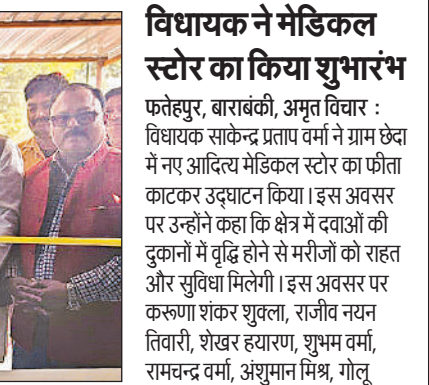 विधायक ने मेडिकल
स्टोर का किया शुभारंभ
फतेहपुर, बाराबंकी, अमृत विचार :
विधायक साकेन्द्र प्रताप वर्मा ने ग्राम छेदा
में नए आदित्य मेडिकल स्टोर का फीता
काटकर उद्घाटन किया। इस अवसर
पर उन्होंने कहा कि क्षेत्र में दवाओं की
दुकानों में वृद्धि होने से मरीजों को राहत
और सुविधा मिलेगी। इस अवसर पर
करूणा शंकर शुक्ला, राजीव नयन
तिवारी, शेखर हयारण, शुभम वर्मा,
रामचन्द्र वर्मा, अंशुमान मिश्र, गोलू